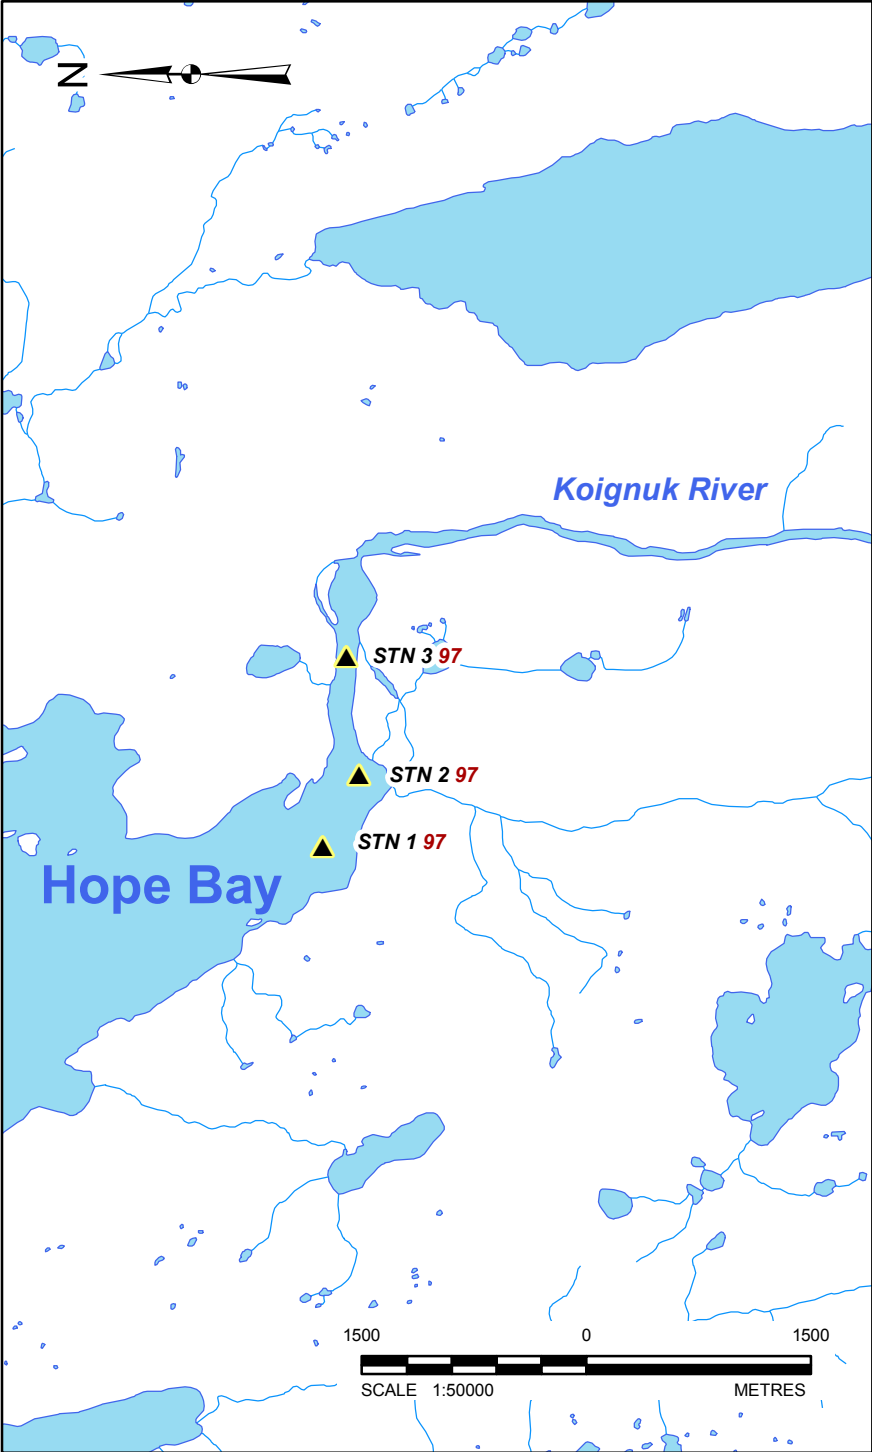 N
Koignuk River
STN 3 97
STN 2 97
STN 1 97
Hope Bay
1500 0 1500
SCALE 1:50000 METRES